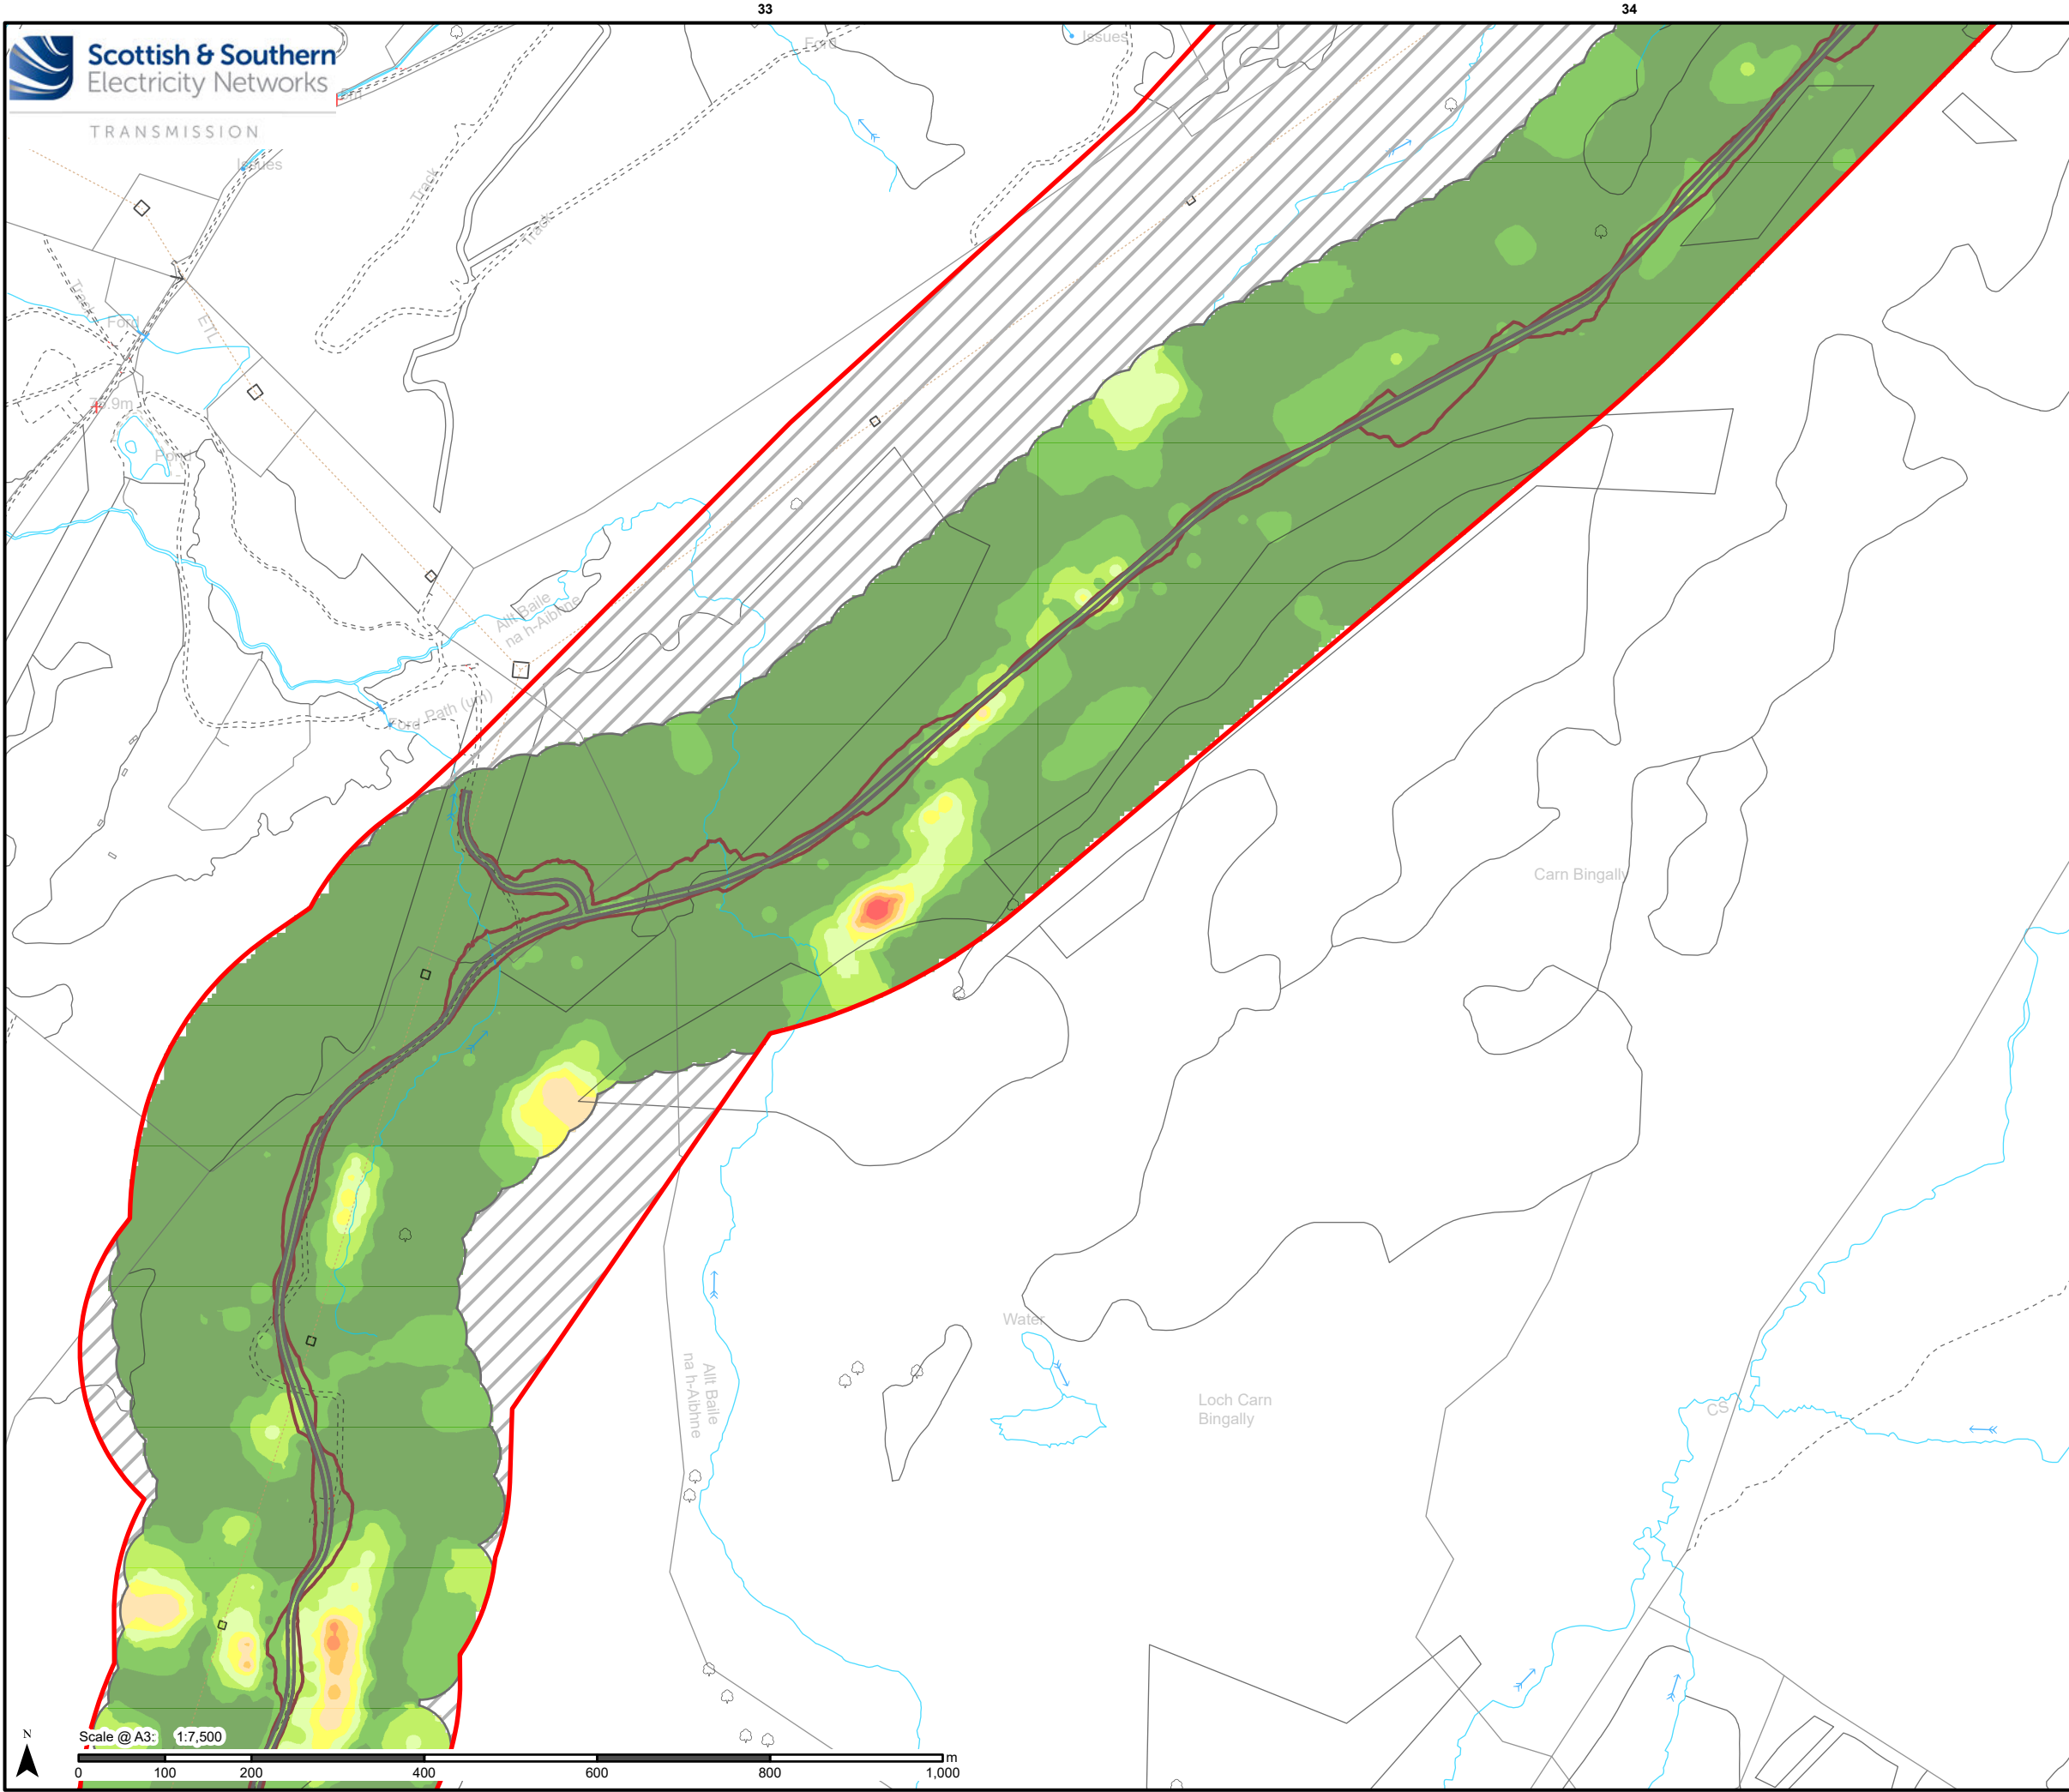 33
34
Scottish & Southern
Electricity Networks
TRANSMISSION
Ford
Issues
Issues
Track
Track
Track
Ford
ETL
Pond
Allt Baile
na h-Aibhne
Path (um)
Carn Bingally
Water
Allt Baile
na h-Aibhne
Loch Carn
Bingally
CS
N
Scale @ A3: 1:7,500
0 100 200 400 600 800 1,000 m